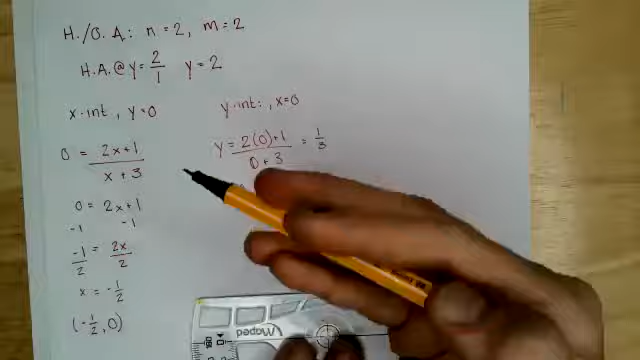 H./O.A: n=2, m=2
H.A.@ y=2/1 y=2
x-int, y=0
0 = 2x+1/x+3
0 = 2x+1
-1 -1
-1/2 = 2x/2
x = -1/2
(-1/2, 0)
y-int:, x=0
y = 2(0)+1/0+3 = 1/3
Maped